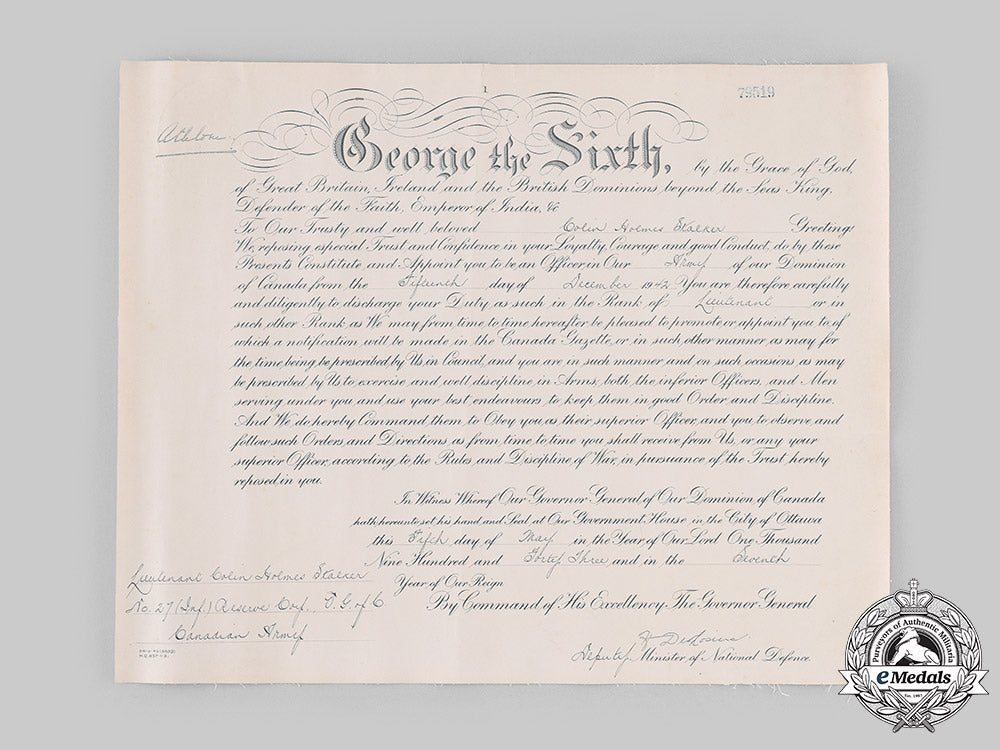 79519
Athlone
George the Sixth, by the Grace of God,
of Great Britain, Ireland and the British Dominions beyond the Seas King,
Defender of the Faith, Emperor of India, &c
To Our Trusty and well beloved Colin Holmes Stalker Greeting:
We, reposing especial Trust and Confidence in your Loyalty, Courage and good Conduct, do by these
Presents Constitute and Appoint you to be an Officer in Our Army of our Dominion
of Canada from the Fifteenth day of December 1942. You are therefore carefully
and diligently to discharge your Duty as such in the Rank of Lieutenant or in
such other Rank as We may from time to time hereafter be pleased to promote or appoint you to, of
which a notification will be made in the Canada Gazette, or in such other manner as may for
the time being be prescribed by Us in Council, and you are in such manner and on such occasions as may
be prescribed by Us to exercise and well discipline in Arms, both the inferior Officers and Men
serving under you and use your best endeavours to keep them in good Order and Discipline.
And We do hereby Command them to Obey you as their superior Officer, and you to observe and
follow such Orders and Directions as from time to time you shall receive from Us, or any your
superior Officer, according to the Rules and Discipline of War, in pursuance of the Trust hereby
reposed in you.
In Witness Whereof Our Governor General of Our Dominion of Canada
hath hereunto set his hand and Seal at Our Government House in the City of Ottawa
this Fifth day of May in the Year of Our Lord One Thousand
Nine Hundred and Forty Three and in the Seventh
Year of Our Reign
By Command of His Excellency The Governor General
Lieutenant Colin Holmes Stalker
No. 27 (Inf) Reserve Coy., V.G. of C
Canadian Army
H DesRosiers
Deputy Minister of National Defence
Purveyors of Authentic Militaria
eMedals